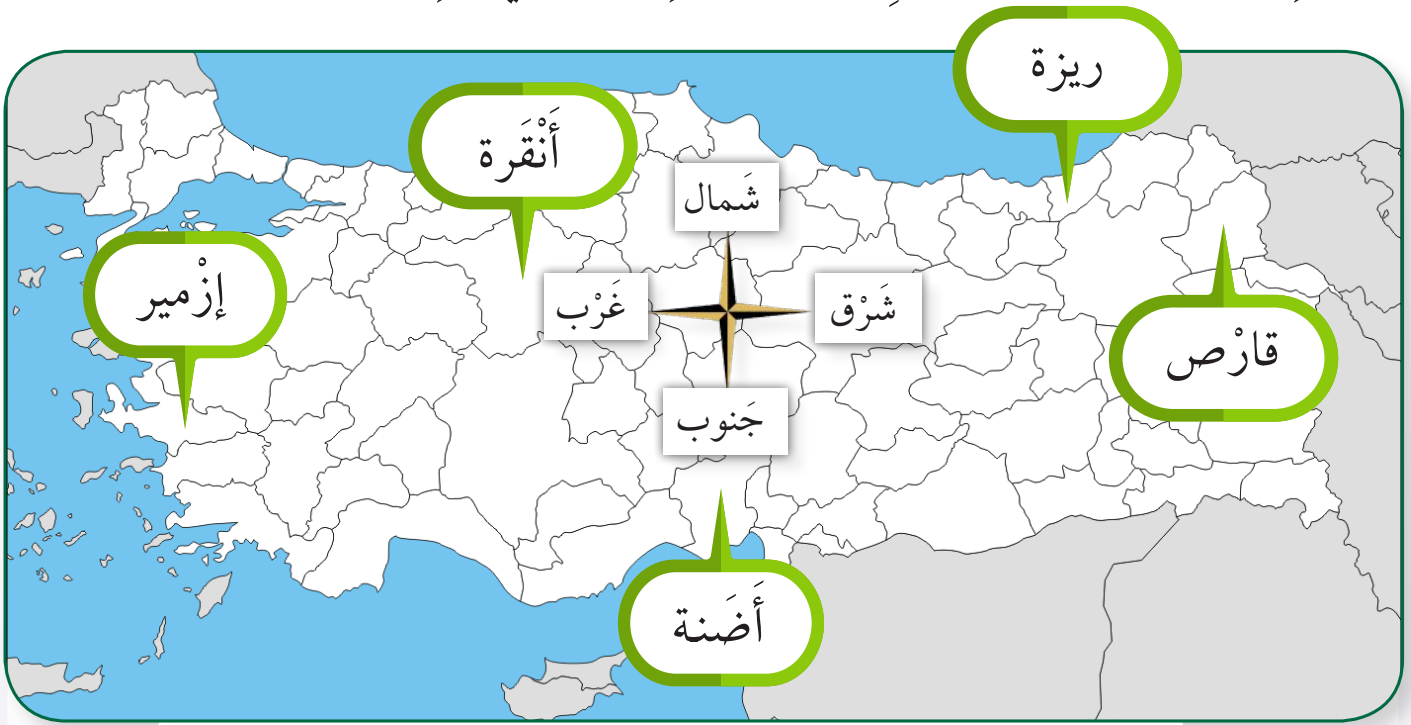 ريزة
أَنْقَرة
شَمال
إزْمير
غَرْب
شَرْق
قارْص
جَنوب
أَضَنة